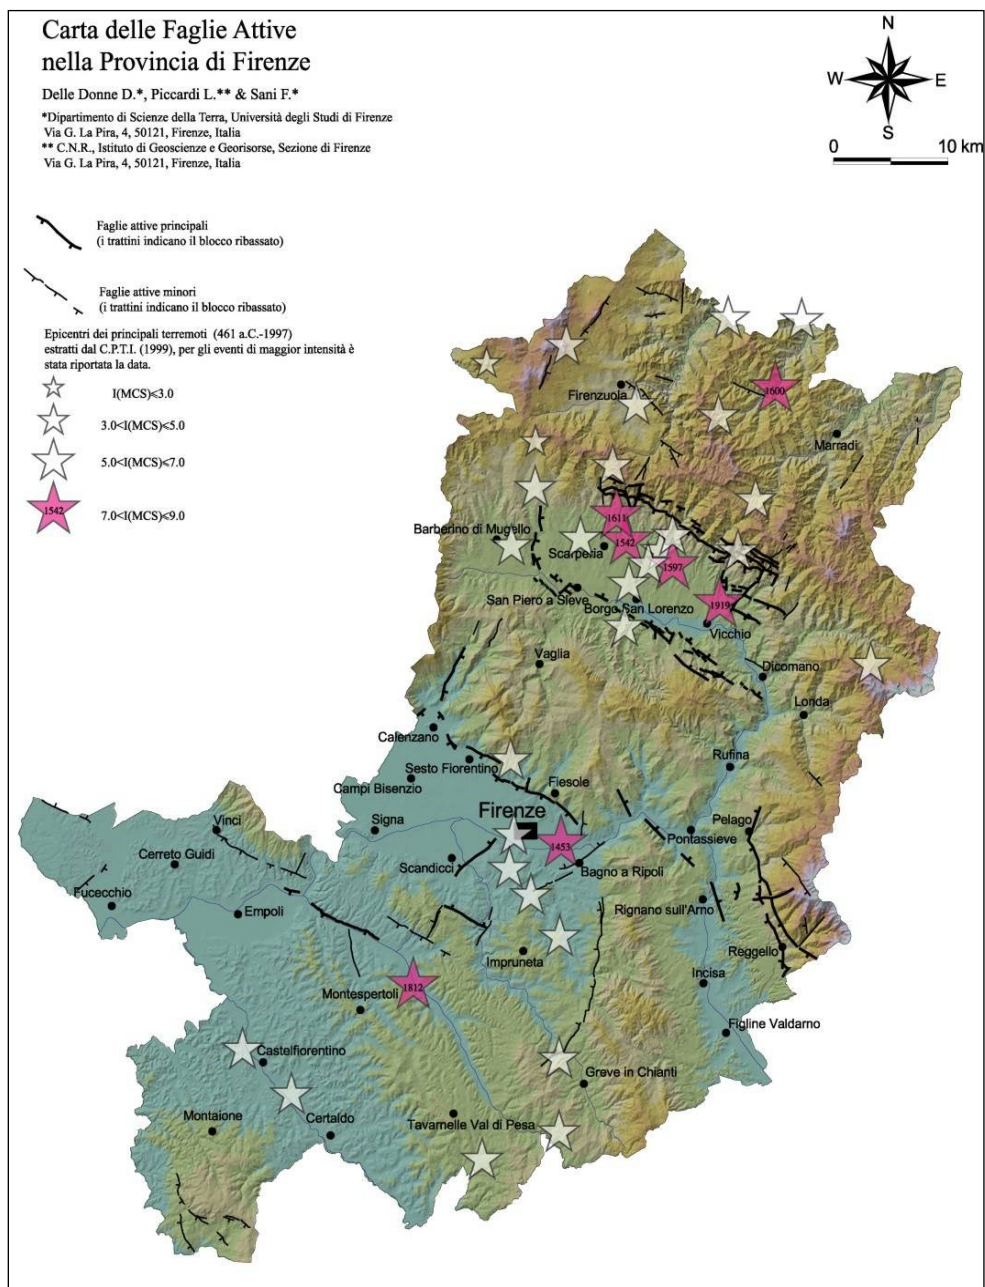 Carta delle Faglie Attive
nella Provincia di Firenze
Delle Donne D.*, Piccardi L.** & Sani F.*
*Dipartimento di Scienze della Terra, Università degli Studi di Firenze
Via G. La Pira, 4, 50121, Firenze, Italia
** C.N.R., Istituto di Geoscienze e Georisorse, Sezione di Firenze
Via G. La Pira, 4, 50121, Firenze, Italia
N
W
E
S
0
10 km
Faglie attive principali
(i trattini indicano il blocco ribassato)
Faglie attive minori
(i trattini indicano il blocco ribassato)
Epicentri dei principali terremoti (461 a.C.-1997)
estratti dal C.P.T.I. (1999), per gli eventi di maggior intensità è
stata riportata la data.
I(MCS)⩽3.0
3.0<I(MCS)⩽5.0
5.0<I(MCS)⩽7.0
1542
7.0<I(MCS)⩽9.0
Firenzuola
1600
Marradi
1611
Barberino di Mugello
1542
Scarperia
1597
San Piero a Sieve
Borgo San Lorenzo
1919
Vicchio
Vaglia
Dicomano
Londa
Calenzano
Sesto Fiorentino
Rufina
Campi Bisenzio
Fiesole
Firenze
Vinci
Signa
Pelago
Pontassieve
1453
Cerreto Guidi
Scandicci
Bagno a Ripoli
Fucecchio
Empoli
Rignano sull'Arno
Reggello
Impruneta
Incisa
1812
Montespertoli
Figline Valdarno
Castelfiorentino
Greve in Chianti
Montaione
Certaldo
Tavarnelle Val di Pesa